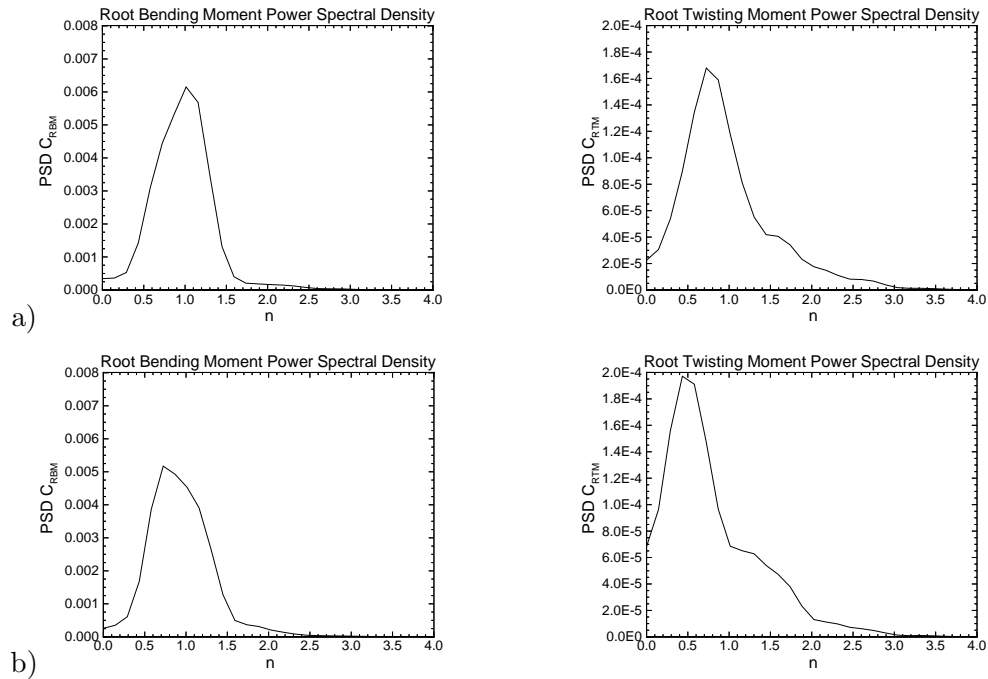 Root Bending Moment Power Spectral Density
0.008
0.007
0.006
0.005
0.004
0.003
0.002
0.001
0.000
PSD C_RBM
0.0 0.5 1.0 1.5 2.0 2.5 3.0 3.5 4.0
n
Root Twisting Moment Power Spectral Density
2.0E-4
1.8E-4
1.6E-4
1.4E-4
1.2E-4
1.0E-4
8.0E-5
6.0E-5
4.0E-5
2.0E-5
0.0E0
PSD C_RTM
0.0 0.5 1.0 1.5 2.0 2.5 3.0 3.5 4.0
n
a)
Root Bending Moment Power Spectral Density
0.008
0.007
0.006
0.005
0.004
0.003
0.002
0.001
0.000
PSD C_RBM
0.0 0.5 1.0 1.5 2.0 2.5 3.0 3.5 4.0
n
Root Twisting Moment Power Spectral Density
2.0E-4
1.8E-4
1.6E-4
1.4E-4
1.2E-4
1.0E-4
8.0E-5
6.0E-5
4.0E-5
2.0E-5
0.0E0
PSD C_RTM
0.0 0.5 1.0 1.5 2.0 2.5 3.0 3.5 4.0
n
b)